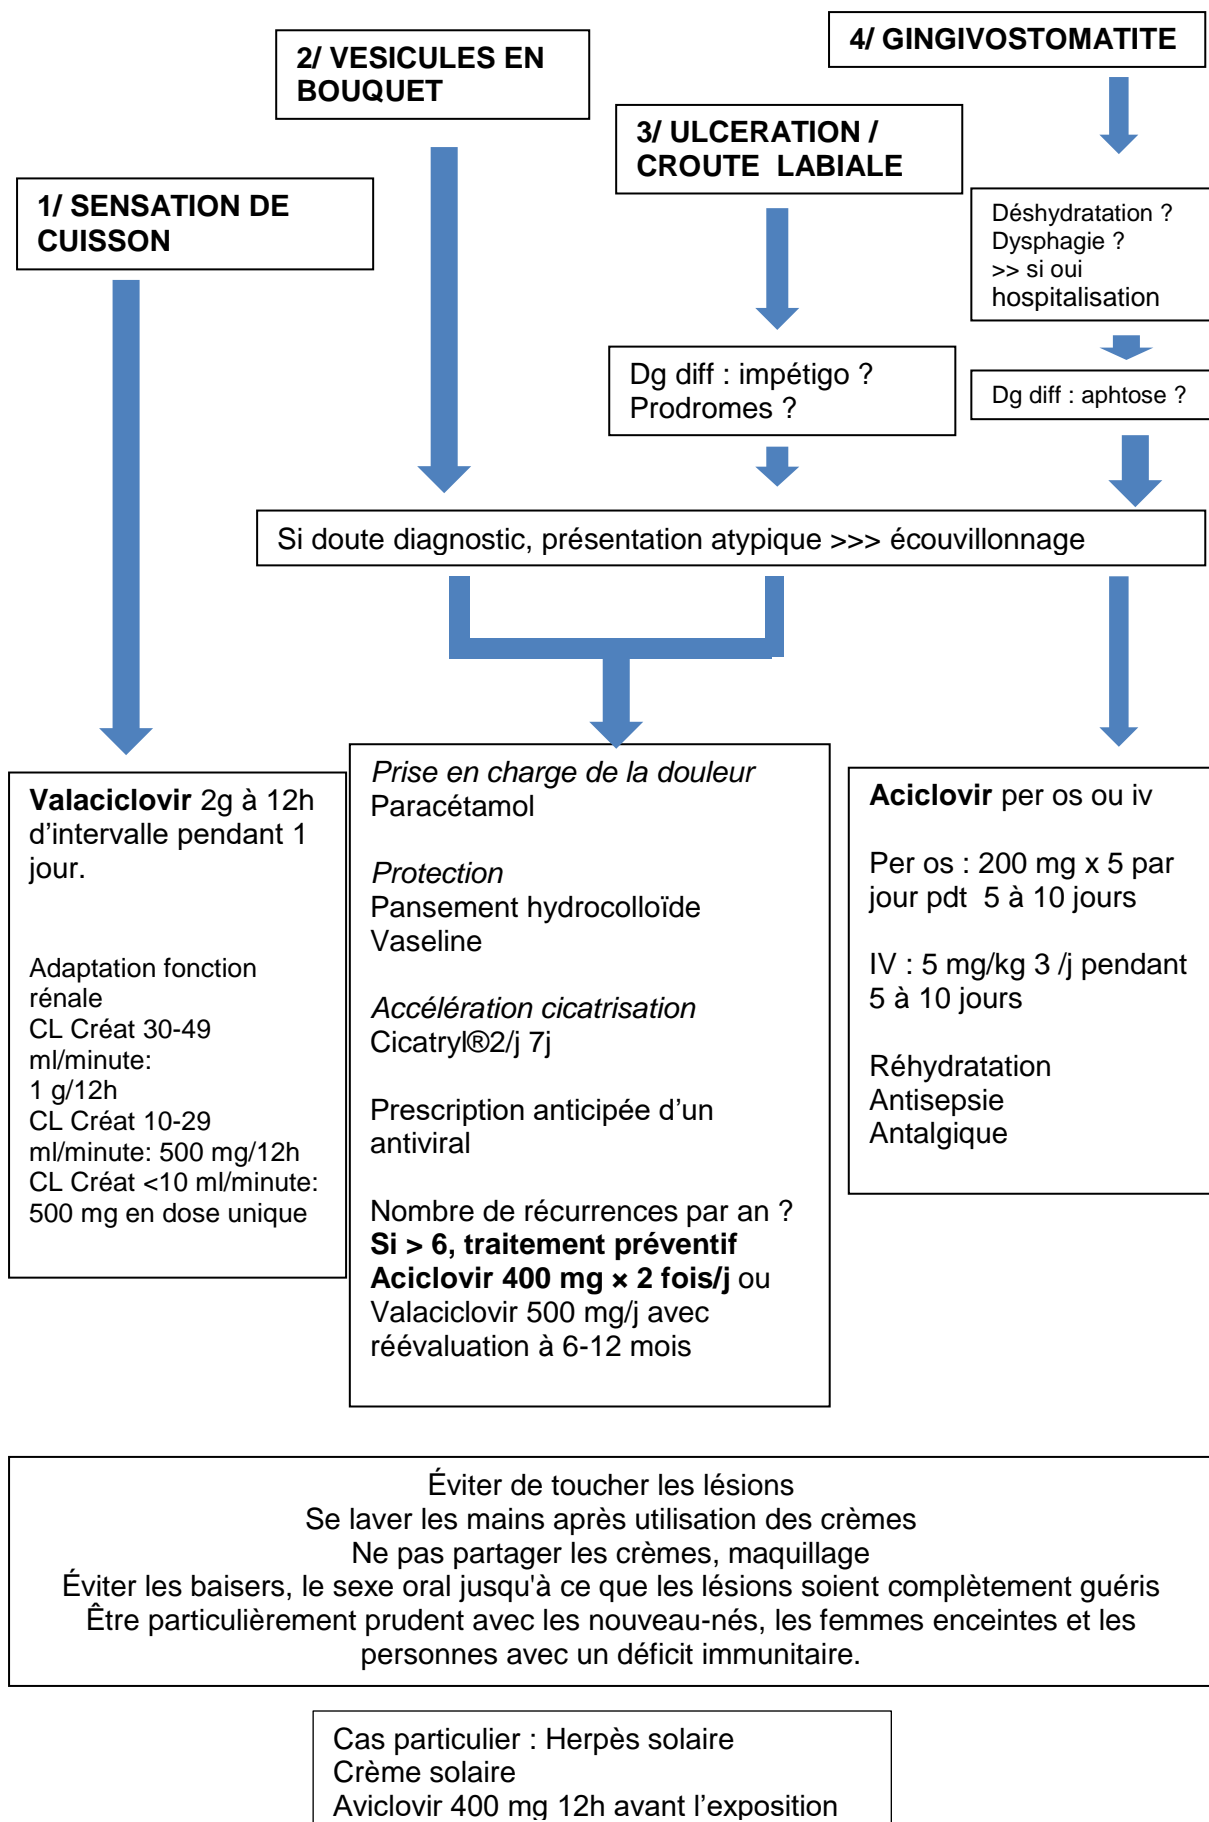 1/ SENSATION DE
CUISSON
2/ VESICULES EN
BOUQUET
3/ ULCERATION /
CROUTE LABIALE
4/ GINGIVOSTOMATITE
Déshydratation ?
Dysphagie ?
>> si oui
hospitalisation
Dg diff : impétigo ?
Prodromes ?
Dg diff : aphtose ?
Si doute diagnostic, présentation atypique >>> écouvillonnage
Valaciclovir 2g à 12h
d’intervalle pendant 1
jour.
Adaptation fonction
rénale
CL Créat 30-49
ml/minute:
1 g/12h
CL Créat 10-29
ml/minute: 500 mg/12h
CL Créat <10 ml/minute:
500 mg en dose unique
Prise en charge de la douleur
Paracétamol
Protection
Pansement hydrocolloïde
Vaseline
Accélération cicatrisation
Cicatryl®2/j 7j
Prescription anticipée d’un
antiviral
Nombre de récurrences par an ?
Si > 6, traitement préventif
Aciclovir 400 mg × 2 fois/j ou
Valaciclovir 500 mg/j avec
réévaluation à 6-12 mois
Aciclovir per os ou iv
Per os : 200 mg x 5 par
jour pdt 5 à 10 jours
IV : 5 mg/kg 3 /j pendant
5 à 10 jours
Réhydratation
Antisepsie
Antalgique
Éviter de toucher les lésions
Se laver les mains après utilisation des crèmes
Ne pas partager les crèmes, maquillage
Éviter les baisers, le sexe oral jusqu'à ce que les lésions soient complètement guéris
Être particulièrement prudent avec les nouveau-nés, les femmes enceintes et les
personnes avec un déficit immunitaire.
Cas particulier : Herpès solaire
Crème solaire
Aviclovir 400 mg 12h avant l’exposition